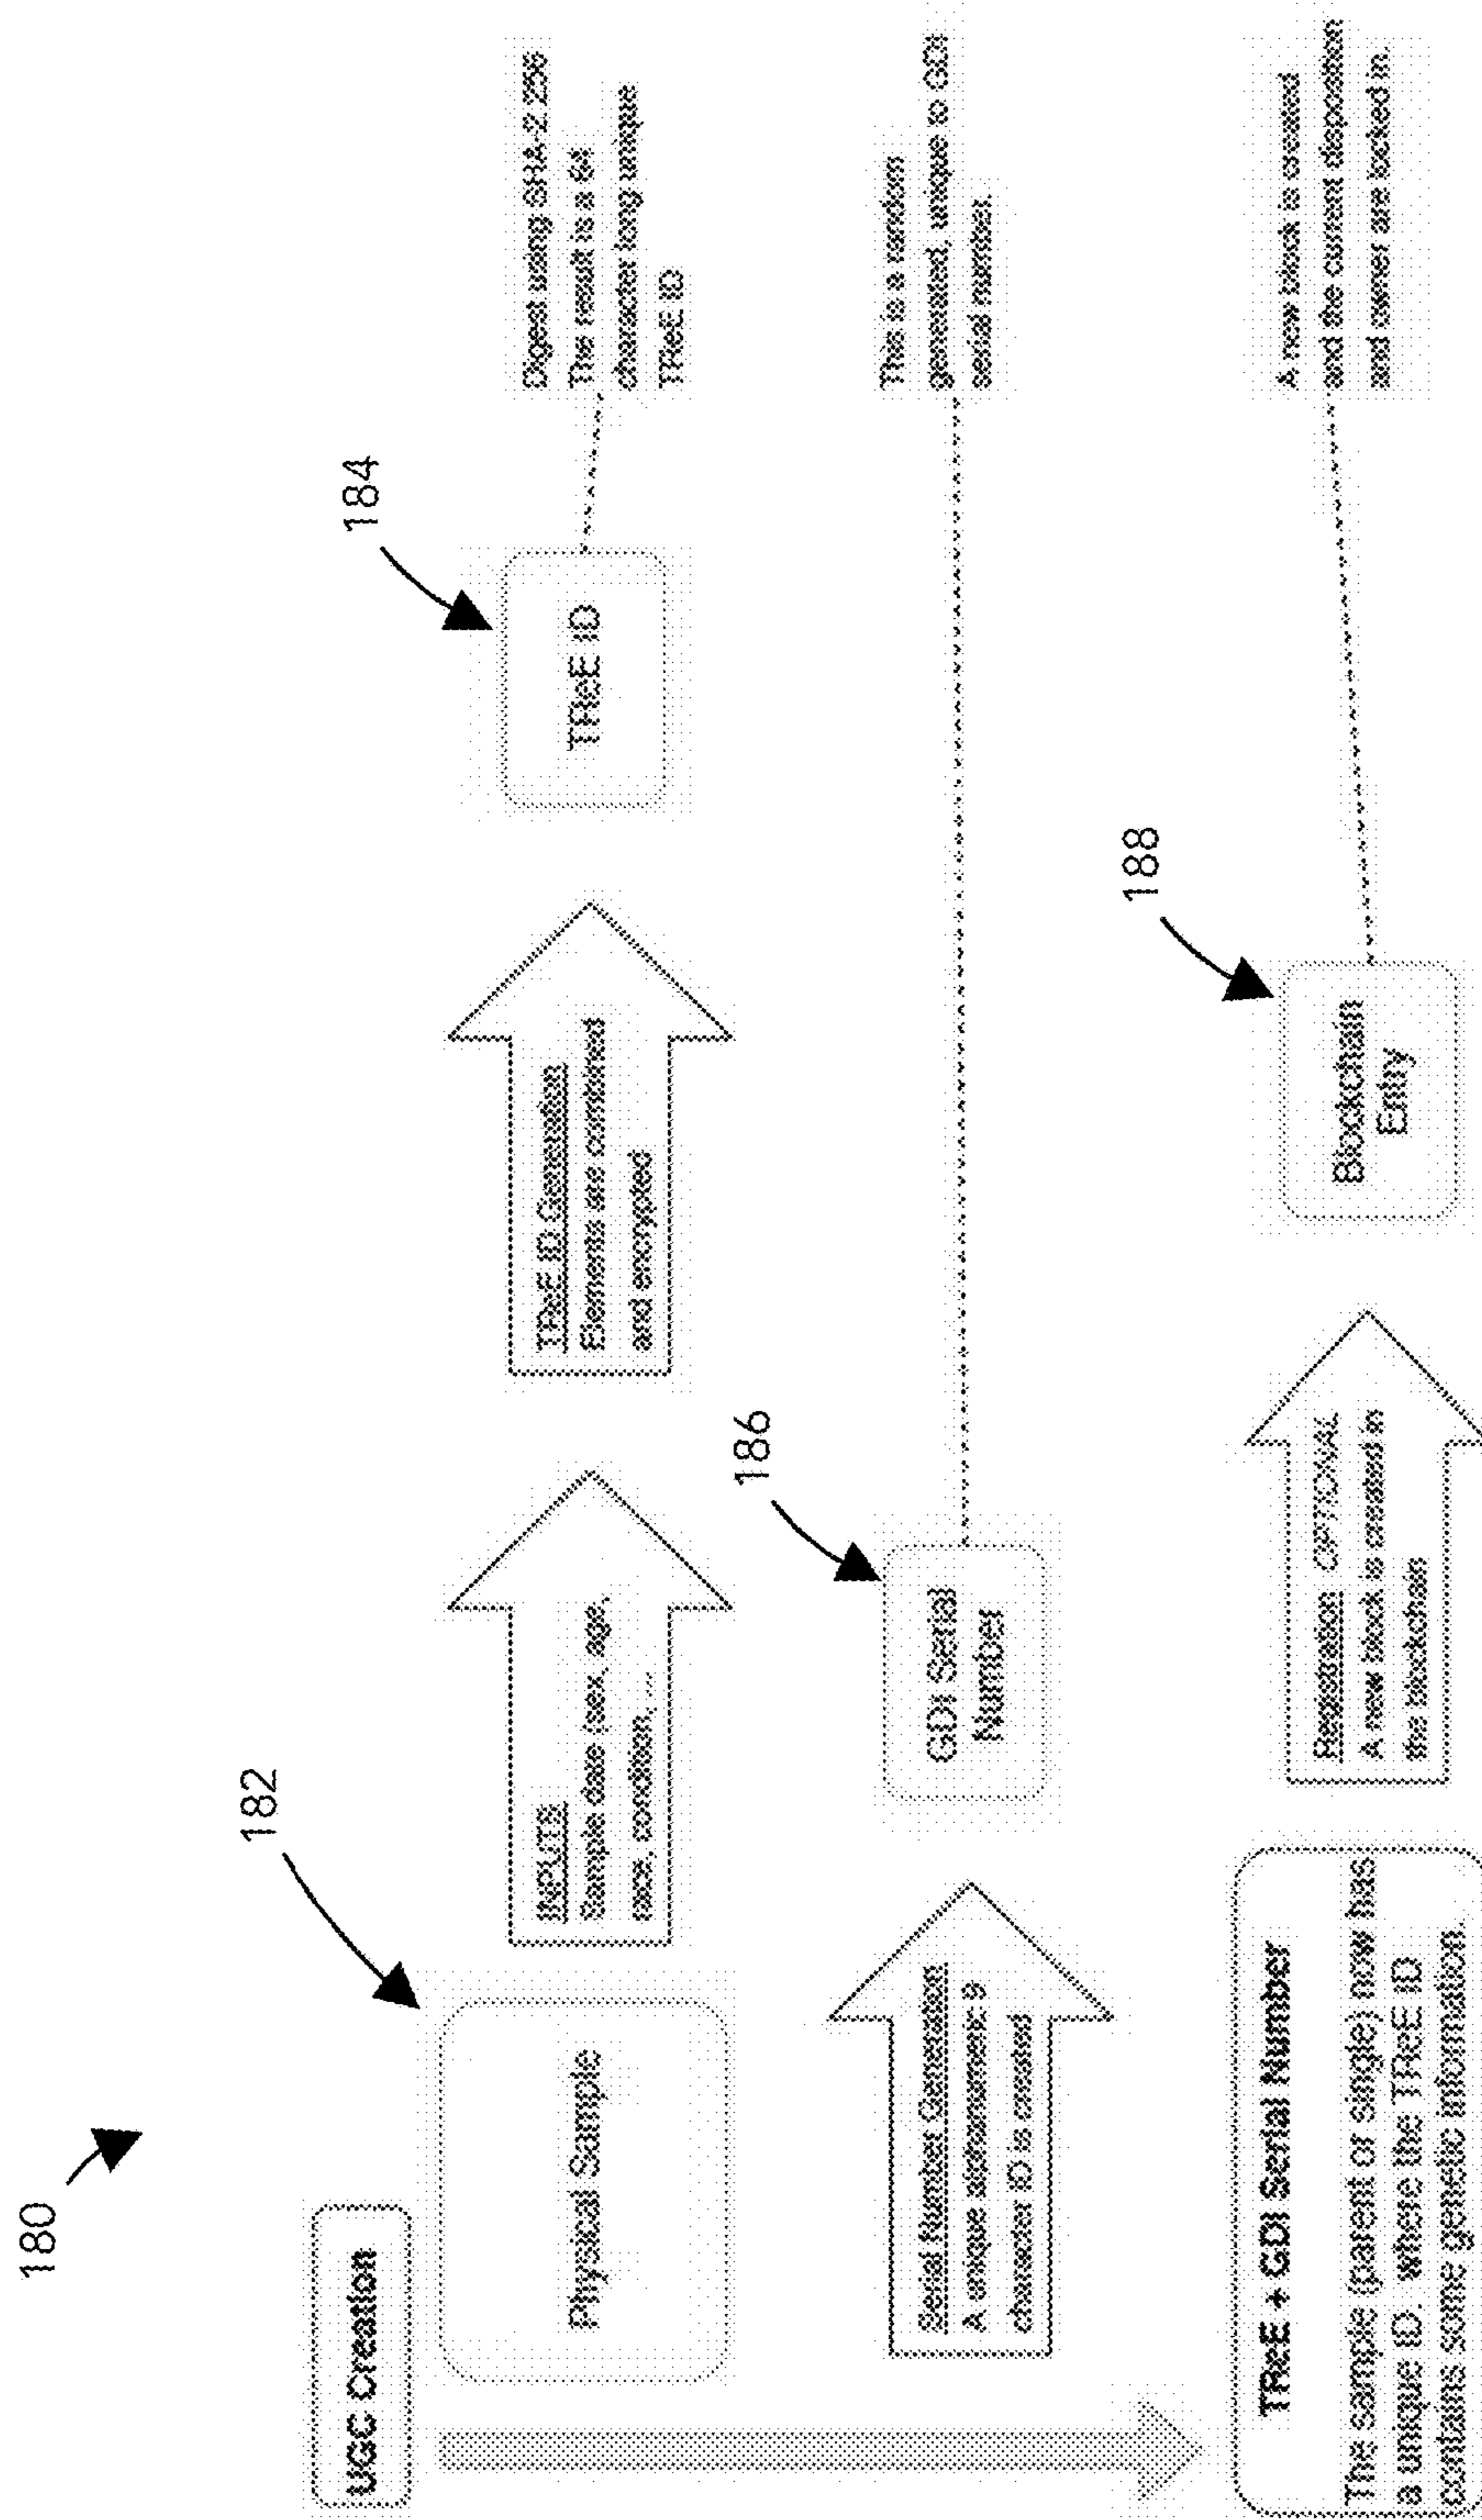 180
UGC Creation
182
Physical Sample
INPUTS
Sample data (sex, age,
race, condition, ...
TReE ID Generation
Elements are combined
and encrypted
184
TReE ID
Digest using SHA-2 256
The result is a 64
character long unique
TReE ID
Serial Number Generation
A unique alphanumeric 9
character ID is created
186
GDI Serial
Number
This is a random
generated, unique to GDI
serial number.
TReE + GDI Serial Number
The sample (parent or single) now has
a unique ID. where the TReE ID
contains some genetic information.
Registration OPTIONAL
A new block is created in
the blockchain
188
Blockchain
Entry
A new block is created
and the current disposition
and owner are locked in.